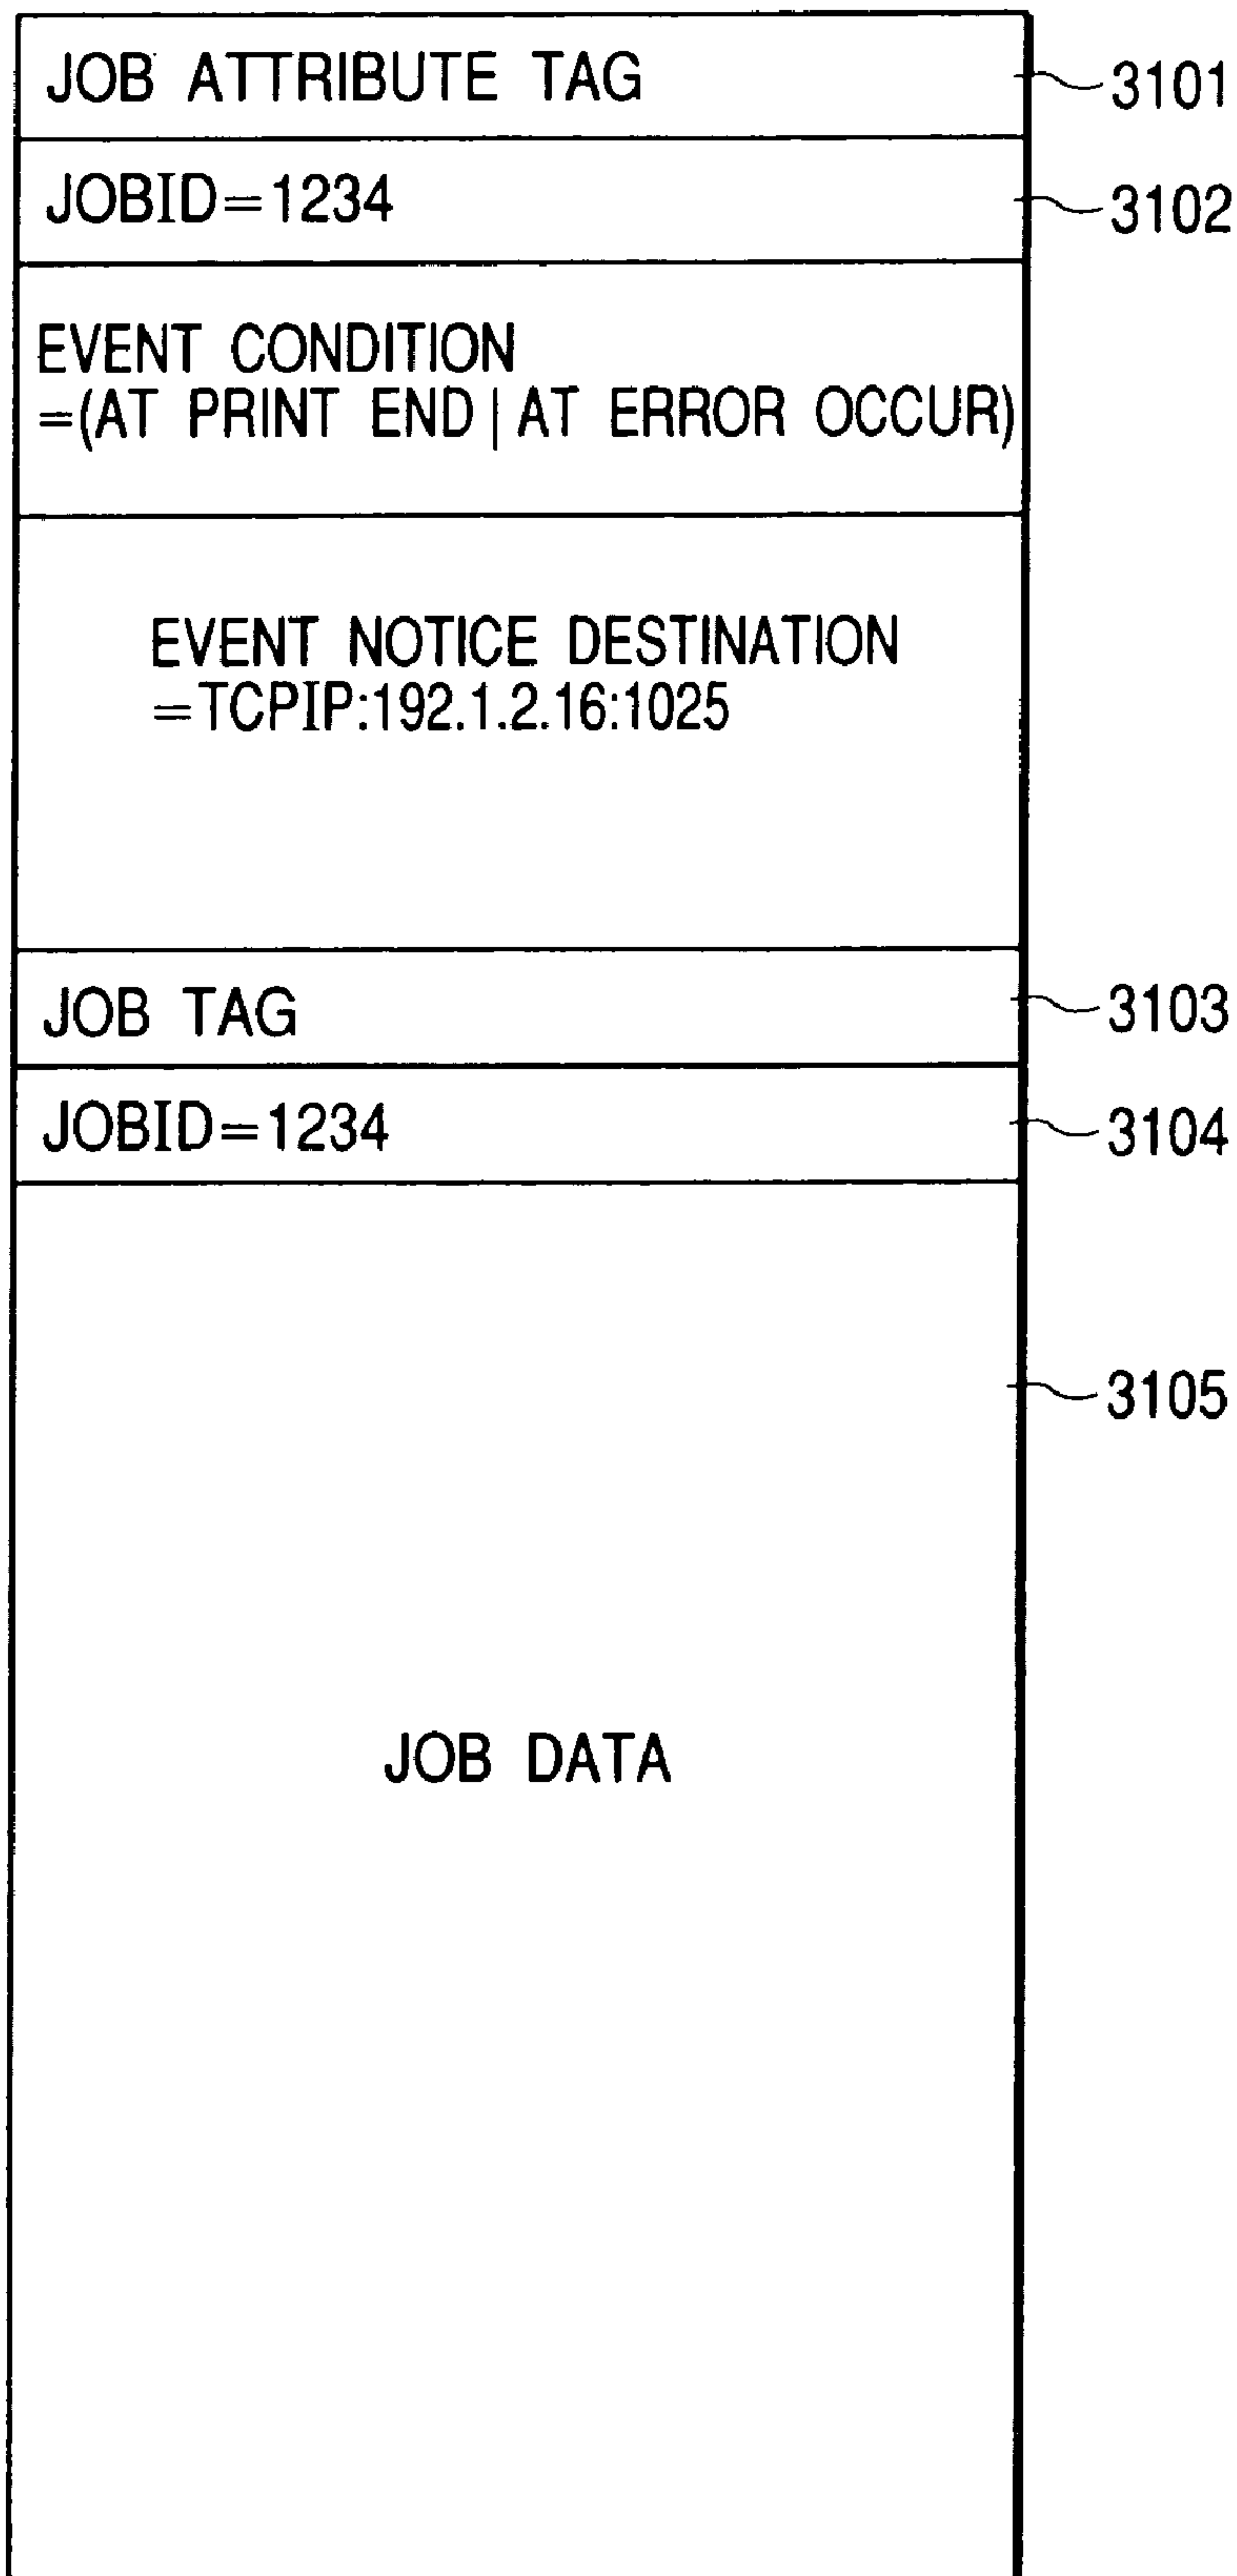 JOB ATTRIBUTE TAG
3101
JOBID=1234
3102
EVENT CONDITION
=(AT PRINT END | AT ERROR OCCUR)
EVENT NOTICE DESTINATION
=TCPIP:192.1.2.16:1025
JOB TAG
3103
JOBID=1234
3104
3105
JOB DATA